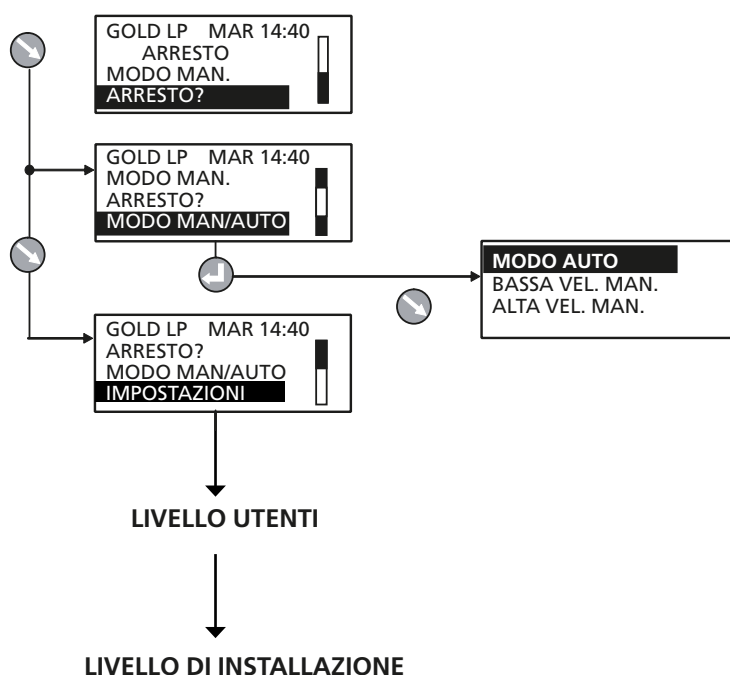 GOLD LP MAR 14:40
ARRESTO
MODO MAN.
ARRESTO?
GOLD LP MAR 14:40
MODO MAN.
ARRESTO?
MODO MAN/AUTO
MODO AUTO
BASSA VEL. MAN.
ALTA VEL. MAN.
GOLD LP MAR 14:40
ARRESTO?
MODO MAN/AUTO
IMPOSTAZIONI
LIVELLO UTENTI
LIVELLO DI INSTALLAZIONE